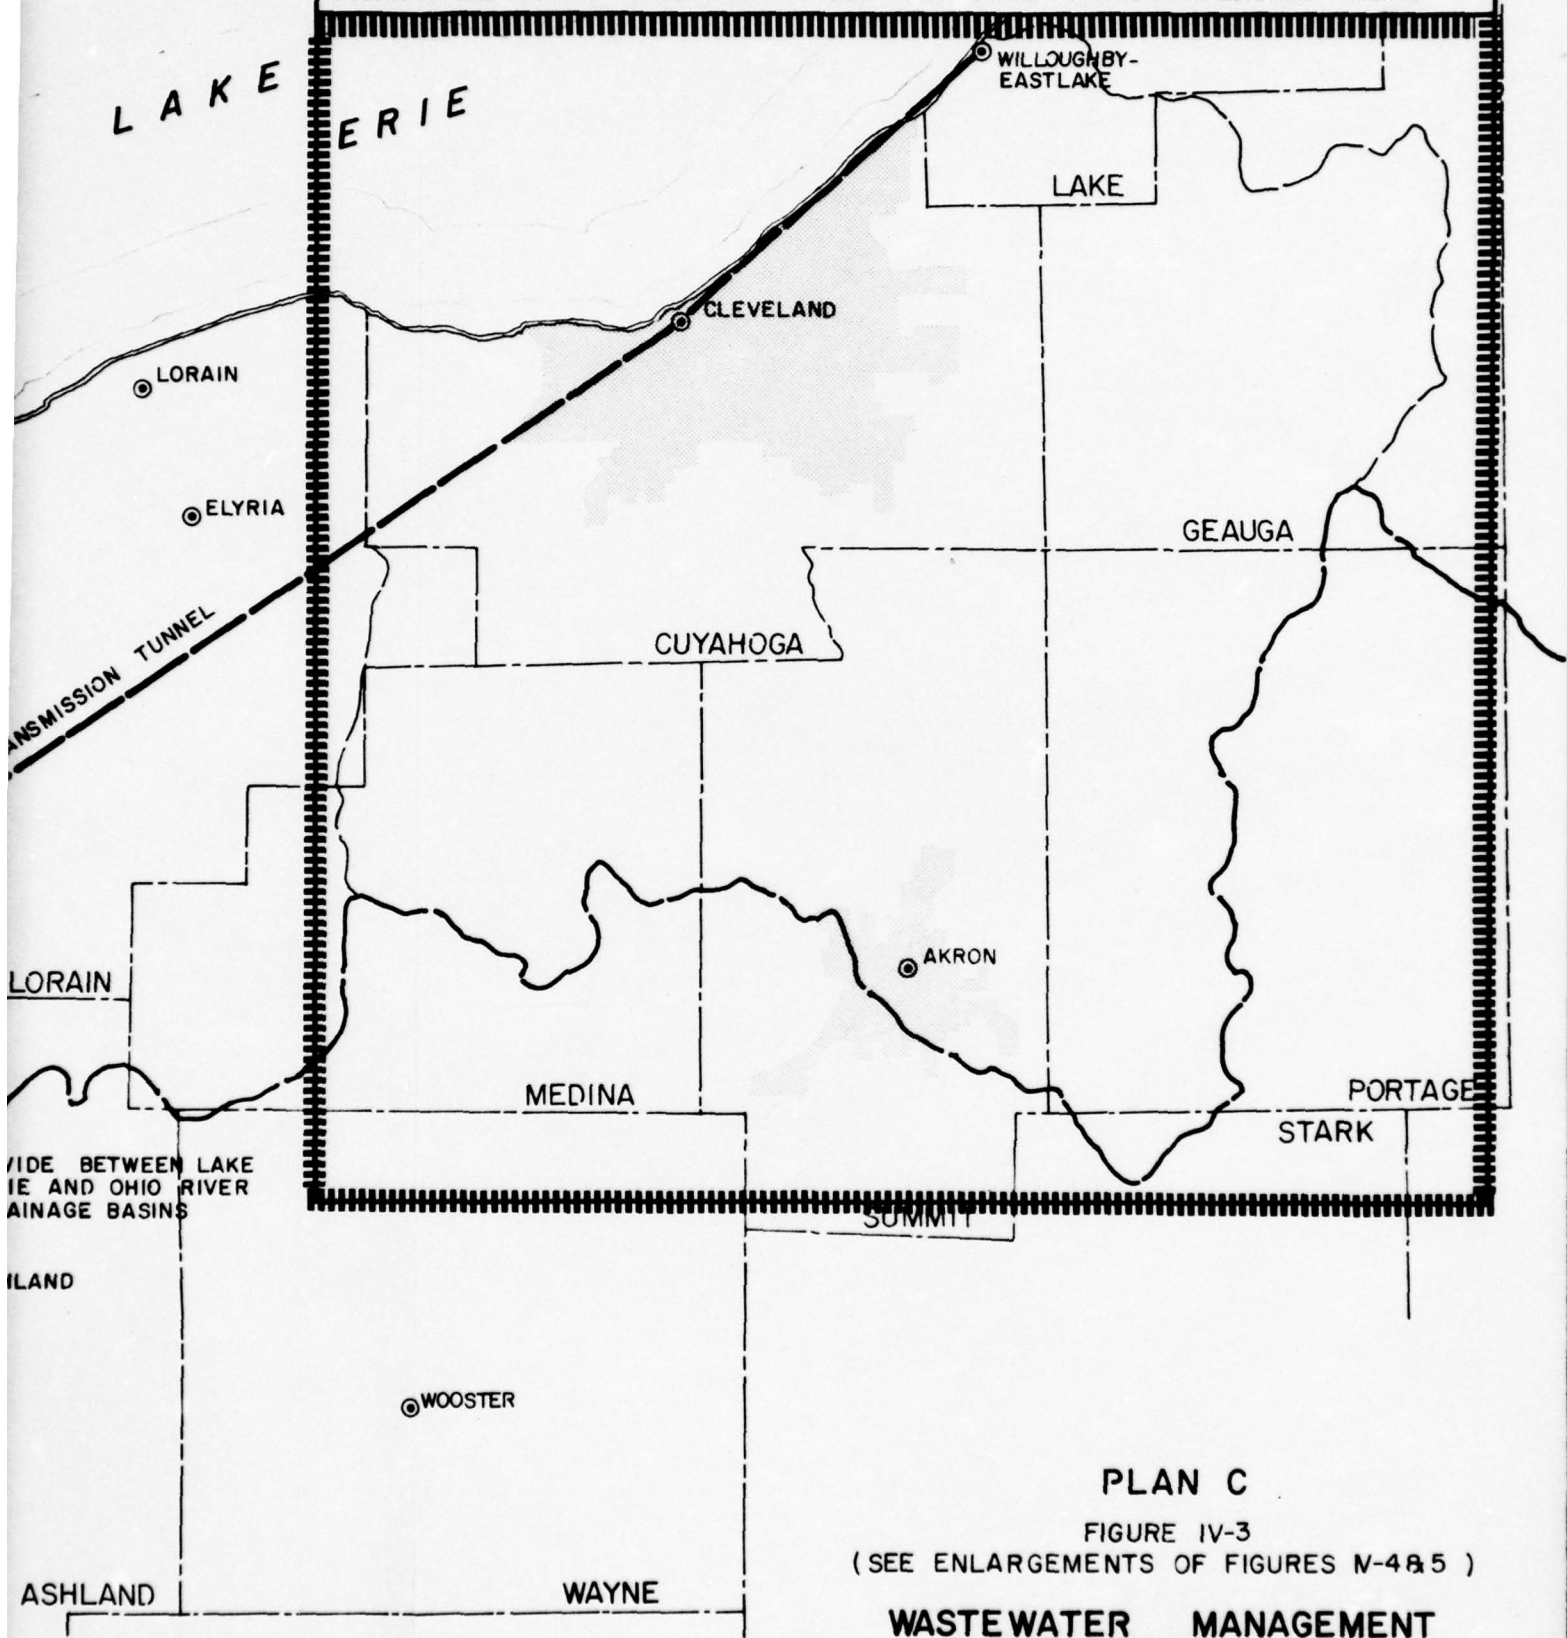 LAKE ERIE
WILLOUGHBY-
EASTLAKE
LAKE
CLEVELAND
LORAIN
ELYRIA
GEAUGA
ANSMISSION TUNNEL
CUYAHOGA
AKRON
LORAIN
MEDINA
PORTAGE
STARK
VIDE BETWEEN LAKE
IE AND OHIO RIVER
AINAGE BASINS
SUMMIT
HLAND
WOOSTER
PLAN C
FIGURE IV-3
( SEE ENLARGEMENTS OF FIGURES IV-4&5 )
ASHLAND
WAYNE
WASTEWATER MANAGEMENT